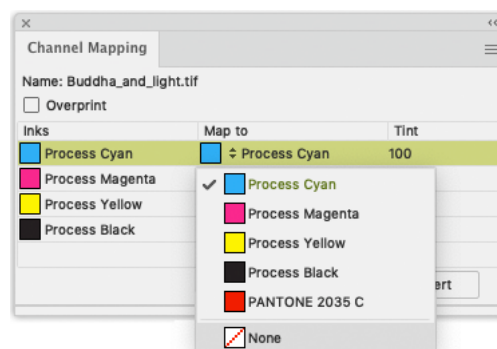 Channel Mapping
Name: Buddha_and_light.tif
Overprint
Inks Map to Tint
Process Cyan Process Cyan 100
Process Magenta Process Cyan
Process Yellow Process Magenta
Process Black Process Yellow
Process Black
PANTONE 2035 C
None